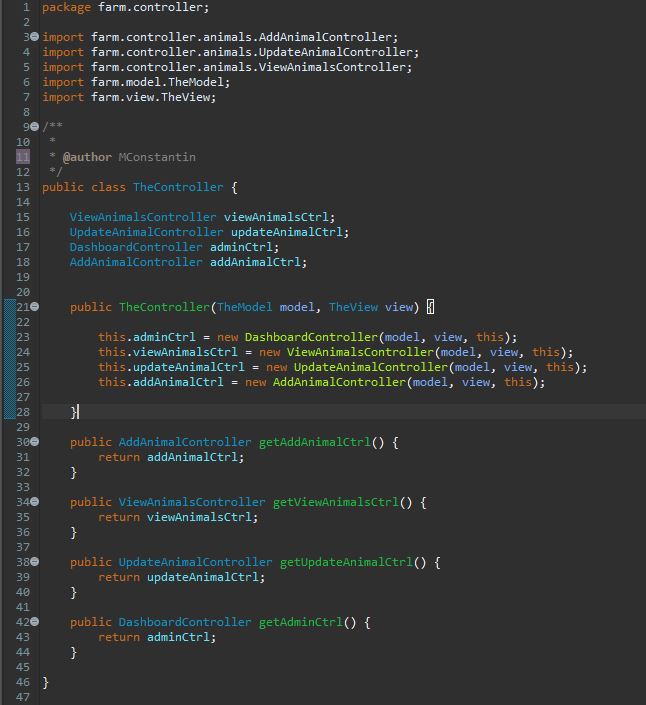 1 package farm.controller;
2
3 import farm.controller.animals.AddAnimalController;
4 import farm.controller.animals.UpdateAnimalController;
5 import farm.controller.animals.ViewAnimalsController;
6 import farm.model.TheModel;
7 import farm.view.TheView;
8
9 /**
10  *
11  * @author MConstantin
12  */
13 public class TheController {
14
15     ViewAnimalsController viewAnimalsCtrl;
16     UpdateAnimalController updateAnimalCtrl;
17     DashboardController adminCtrl;
18     AddAnimalController addAnimalCtrl;
19
20
21     public TheController(TheModel model, TheView view) {
22
23         this.adminCtrl = new DashboardController(model, view, this);
24         this.viewAnimalsCtrl = new ViewAnimalsController(model, view, this);
25         this.updateAnimalCtrl = new UpdateAnimalController(model, view, this);
26         this.addAnimalCtrl = new AddAnimalController(model, view, this);
27
28     }
29
30     public AddAnimalController getAddAnimalCtrl() {
31         return addAnimalCtrl;
32     }
33
34     public ViewAnimalsController getViewAnimalsCtrl() {
35         return viewAnimalsCtrl;
36     }
37
38     public UpdateAnimalController getUpdateAnimalCtrl() {
39         return updateAnimalCtrl;
40     }
41
42     public DashboardController getAdminCtrl() {
43         return adminCtrl;
44     }
45
46 }
47